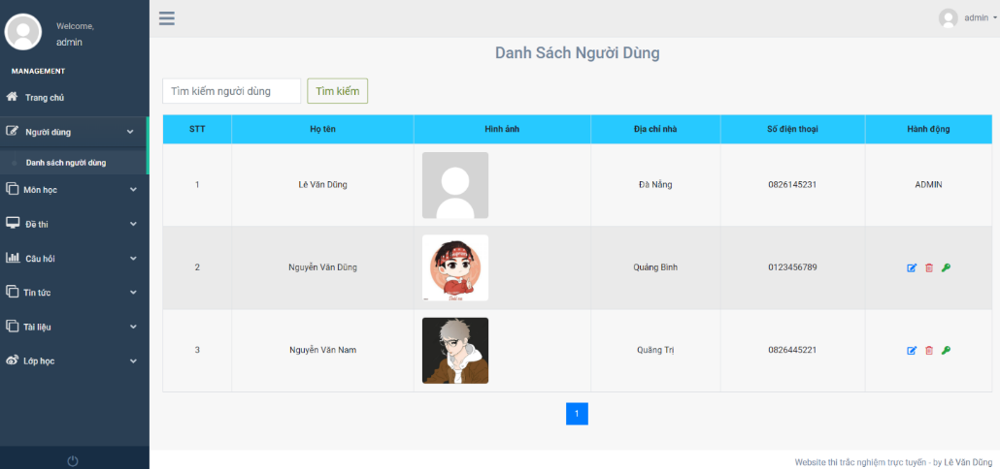 Welcome,
admin
admin
MANAGEMENT
Trang chủ
Người dùng
Danh sách người dùng
Môn học
Đề thi
Câu hỏi
Tin tức
Tài liệu
Lớp học
Danh Sách Người Dùng
Tìm kiếm người dùng Tìm kiếm
STT Họ tên Hình ảnh Địa chỉ nhà Số điện thoại Hành động
1 Lê Văn Dũng Đà Nẵng 0826145231 ADMIN
2 Nguyễn Văn Dũng Quảng Bình 0123456789
3 Nguyễn Văn Nam Quảng Trị 0826445221
1
Website thi trắc nghiệm trực tuyến - by Lê Văn Dũng